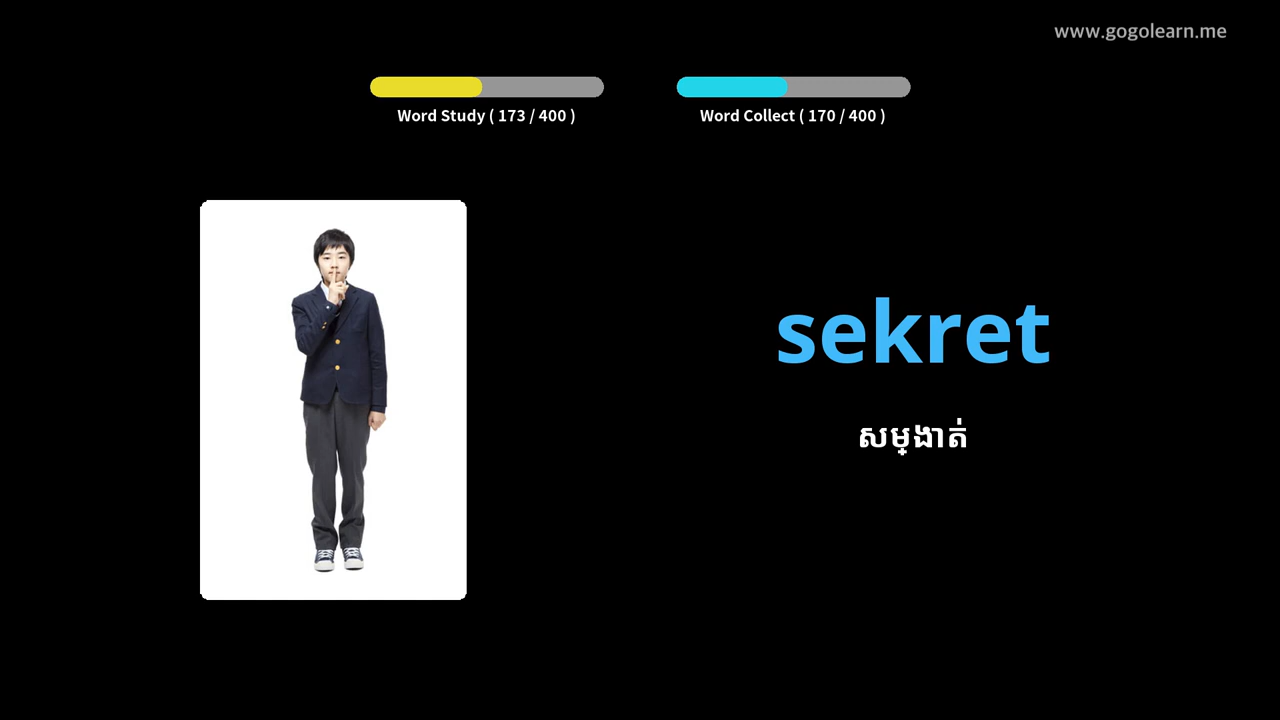 www.gogolearn.me
Word Study ( 173 / 400 )
Word Collect ( 170 / 400 )
sekret
សម្ងាត់